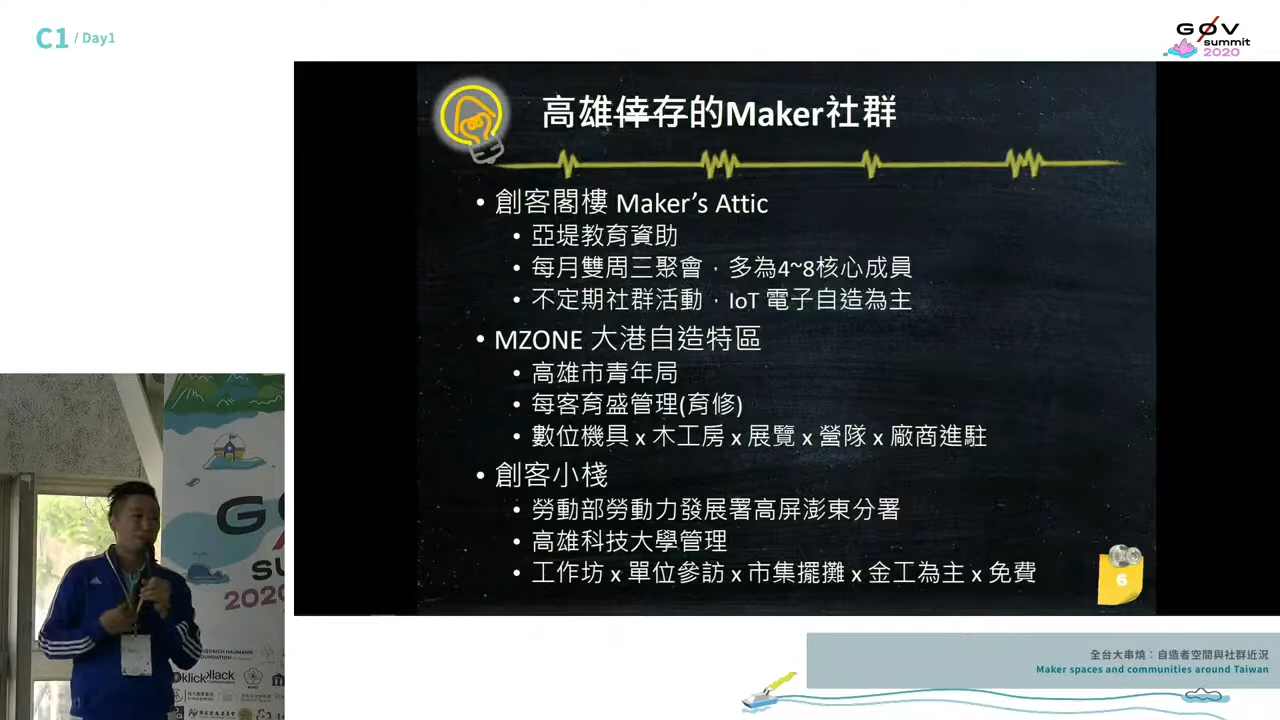 C1 / Day1
GØV
summit
2020
高雄倖存的Maker社群
• 創客閣樓 Maker's Attic
• 亞堤教育資助
• 每月雙周三聚會，多為4~8核心成員
• 不定期社群活動，IoT 電子自造為主
• MZONE 大港自造特區
• 高雄市青年局
• 每客育盛管理(育修)
• 數位機具 x 木工房 x 展覽 x 營隊 x 廠商進駐
• 創客小棧
• 勞動部勞動力發展署高屏澎東分署
• 高雄科技大學管理
• 工作坊 x 單位參訪 x 市集擺攤 x 金工為主 x 免費
6
G
su
2020
FRIEDRICH NAUMANN
FOUNDATION
klickklack
全台大串燒：自造者空間與社群近況
Maker spaces and communities around Taiwan